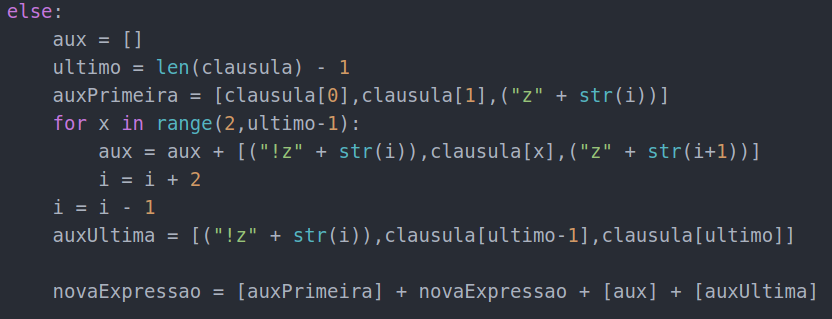 else:
    aux = []
    ultimo = len(clausula) - 1
    auxPrimeira = [clausula[0],clausula[1],("z" + str(i))]
    for x in range(2,ultimo-1):
        aux = aux + [("!z" + str(i)),clausula[x],("z" + str(i+1))]
        i = i + 2
    i = i - 1
    auxUltima = [("!z" + str(i)),clausula[ultimo-1],clausula[ultimo]]
    novaExpressao = [auxPrimeira] + novaExpressao + [aux] + [auxUltima]